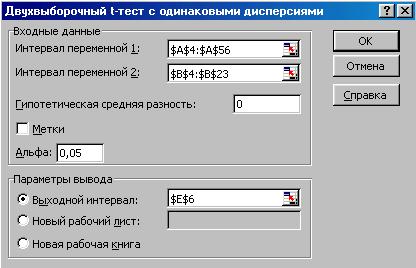 Двухвыборочный t-тест с одинаковыми дисперсиями
Входные данные
Интервал переменной 1: $A$4:$A$56
Интервал переменной 2: $B$4:$B$23
Гипотетическая средняя разность: 0
Метки
Альфа: 0,05
Параметры вывода
Выходной интервал: $E$6
Новый рабочий лист:
Новая рабочая книга
ОК
Отмена
Справка